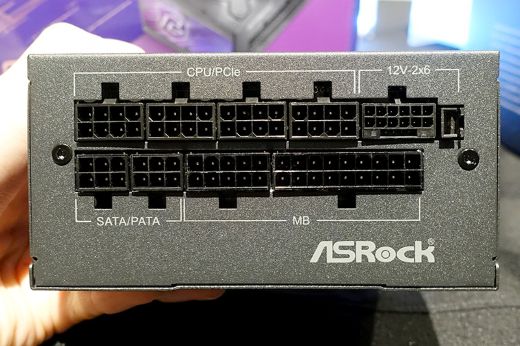 CPU/PCIe
12V-2x6
SATA/PATA
MB
ASRock®